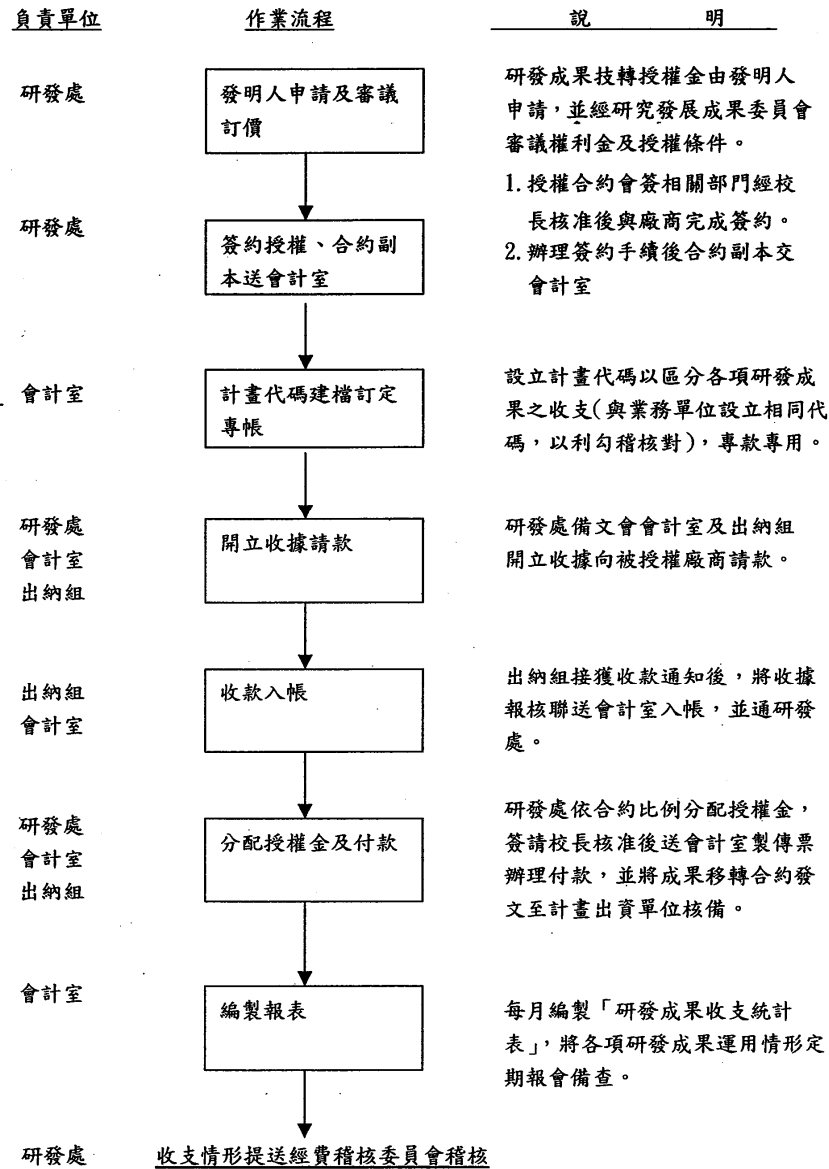 負責單位 作業流程 說 明
研發處
發明人申請及審議
訂價
研發成果技轉授權金由發明人
申請，並經研究發展成果委員會
審議權利金及授權條件。
研發處
簽約授權、合約副
本送會計室
1.授權合約會簽相關部門經校
長核准後與廠商完成簽約。
2.辦理簽約手續後合約副本交
會計室
會計室
計畫代碼建檔訂定
專帳
設立計畫代碼以區分各項研發成
果之收支(與業務單位設立相同代
碼，以利勾稽核對)，專款專用。
研發處
會計室
出納組
開立收據請款
研發處備文會會計室及出納組
開立收據向被授權廠商請款。
出納組
會計室
收款入帳
出納組接獲收款通知後，將收據
報核聯送會計室入帳，並通研發
處。
研發處
會計室
出納組
分配授權金及付款
研發處依合約比例分配授權金，
簽請校長核准後送會計室製傳票
辦理付款，並將成果移轉合約發
文至計畫出資單位核備。
會計室
編製報表
每月編製「研發成果收支統計
表」，將各項研發成果運用情形定
期報會備查。
研發處 收支情形提送經費稽核委員會稽核